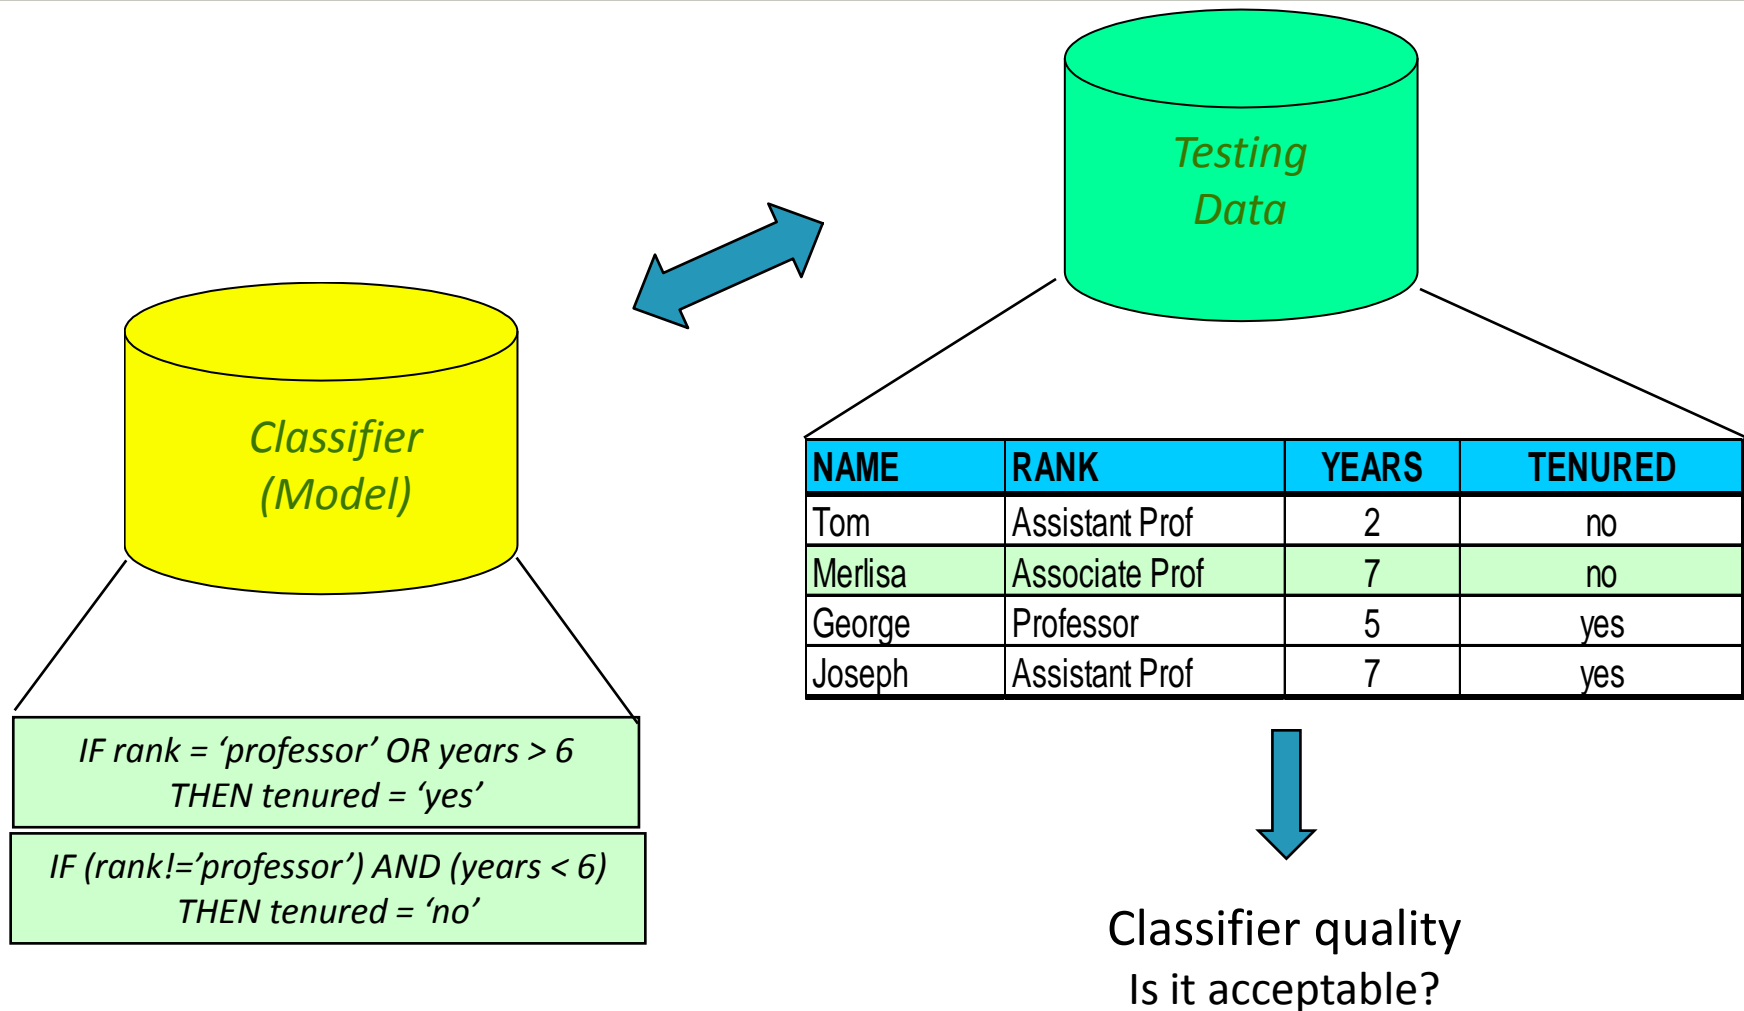 Testing
Data
Classifier
(Model)
NAME RANK YEARS TENURED
Tom Assistant Prof 2 no
Merlisa Associate Prof 7 no
George Professor 5 yes
Joseph Assistant Prof 7 yes
IF rank = ‘professor’ OR years > 6
THEN tenured = ‘yes’
IF (rank!=’professor’) AND (years < 6)
THEN tenured = ‘no’
Classifier quality
Is it acceptable?